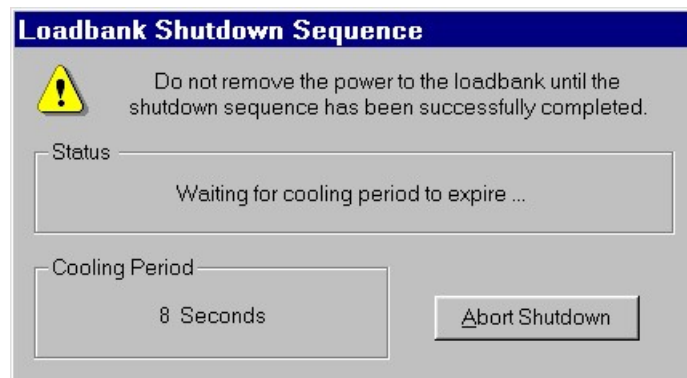 Loadbank Shutdown Sequence
Do not remove the power to the loadbank until the
shutdown sequence has been successfully completed.
Status
Waiting for cooling period to expire ...
Cooling Period
8 Seconds
Abort Shutdown